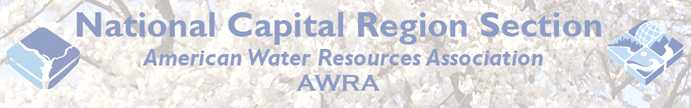 National Capital Region Section
American Water Resources Association
AWRA